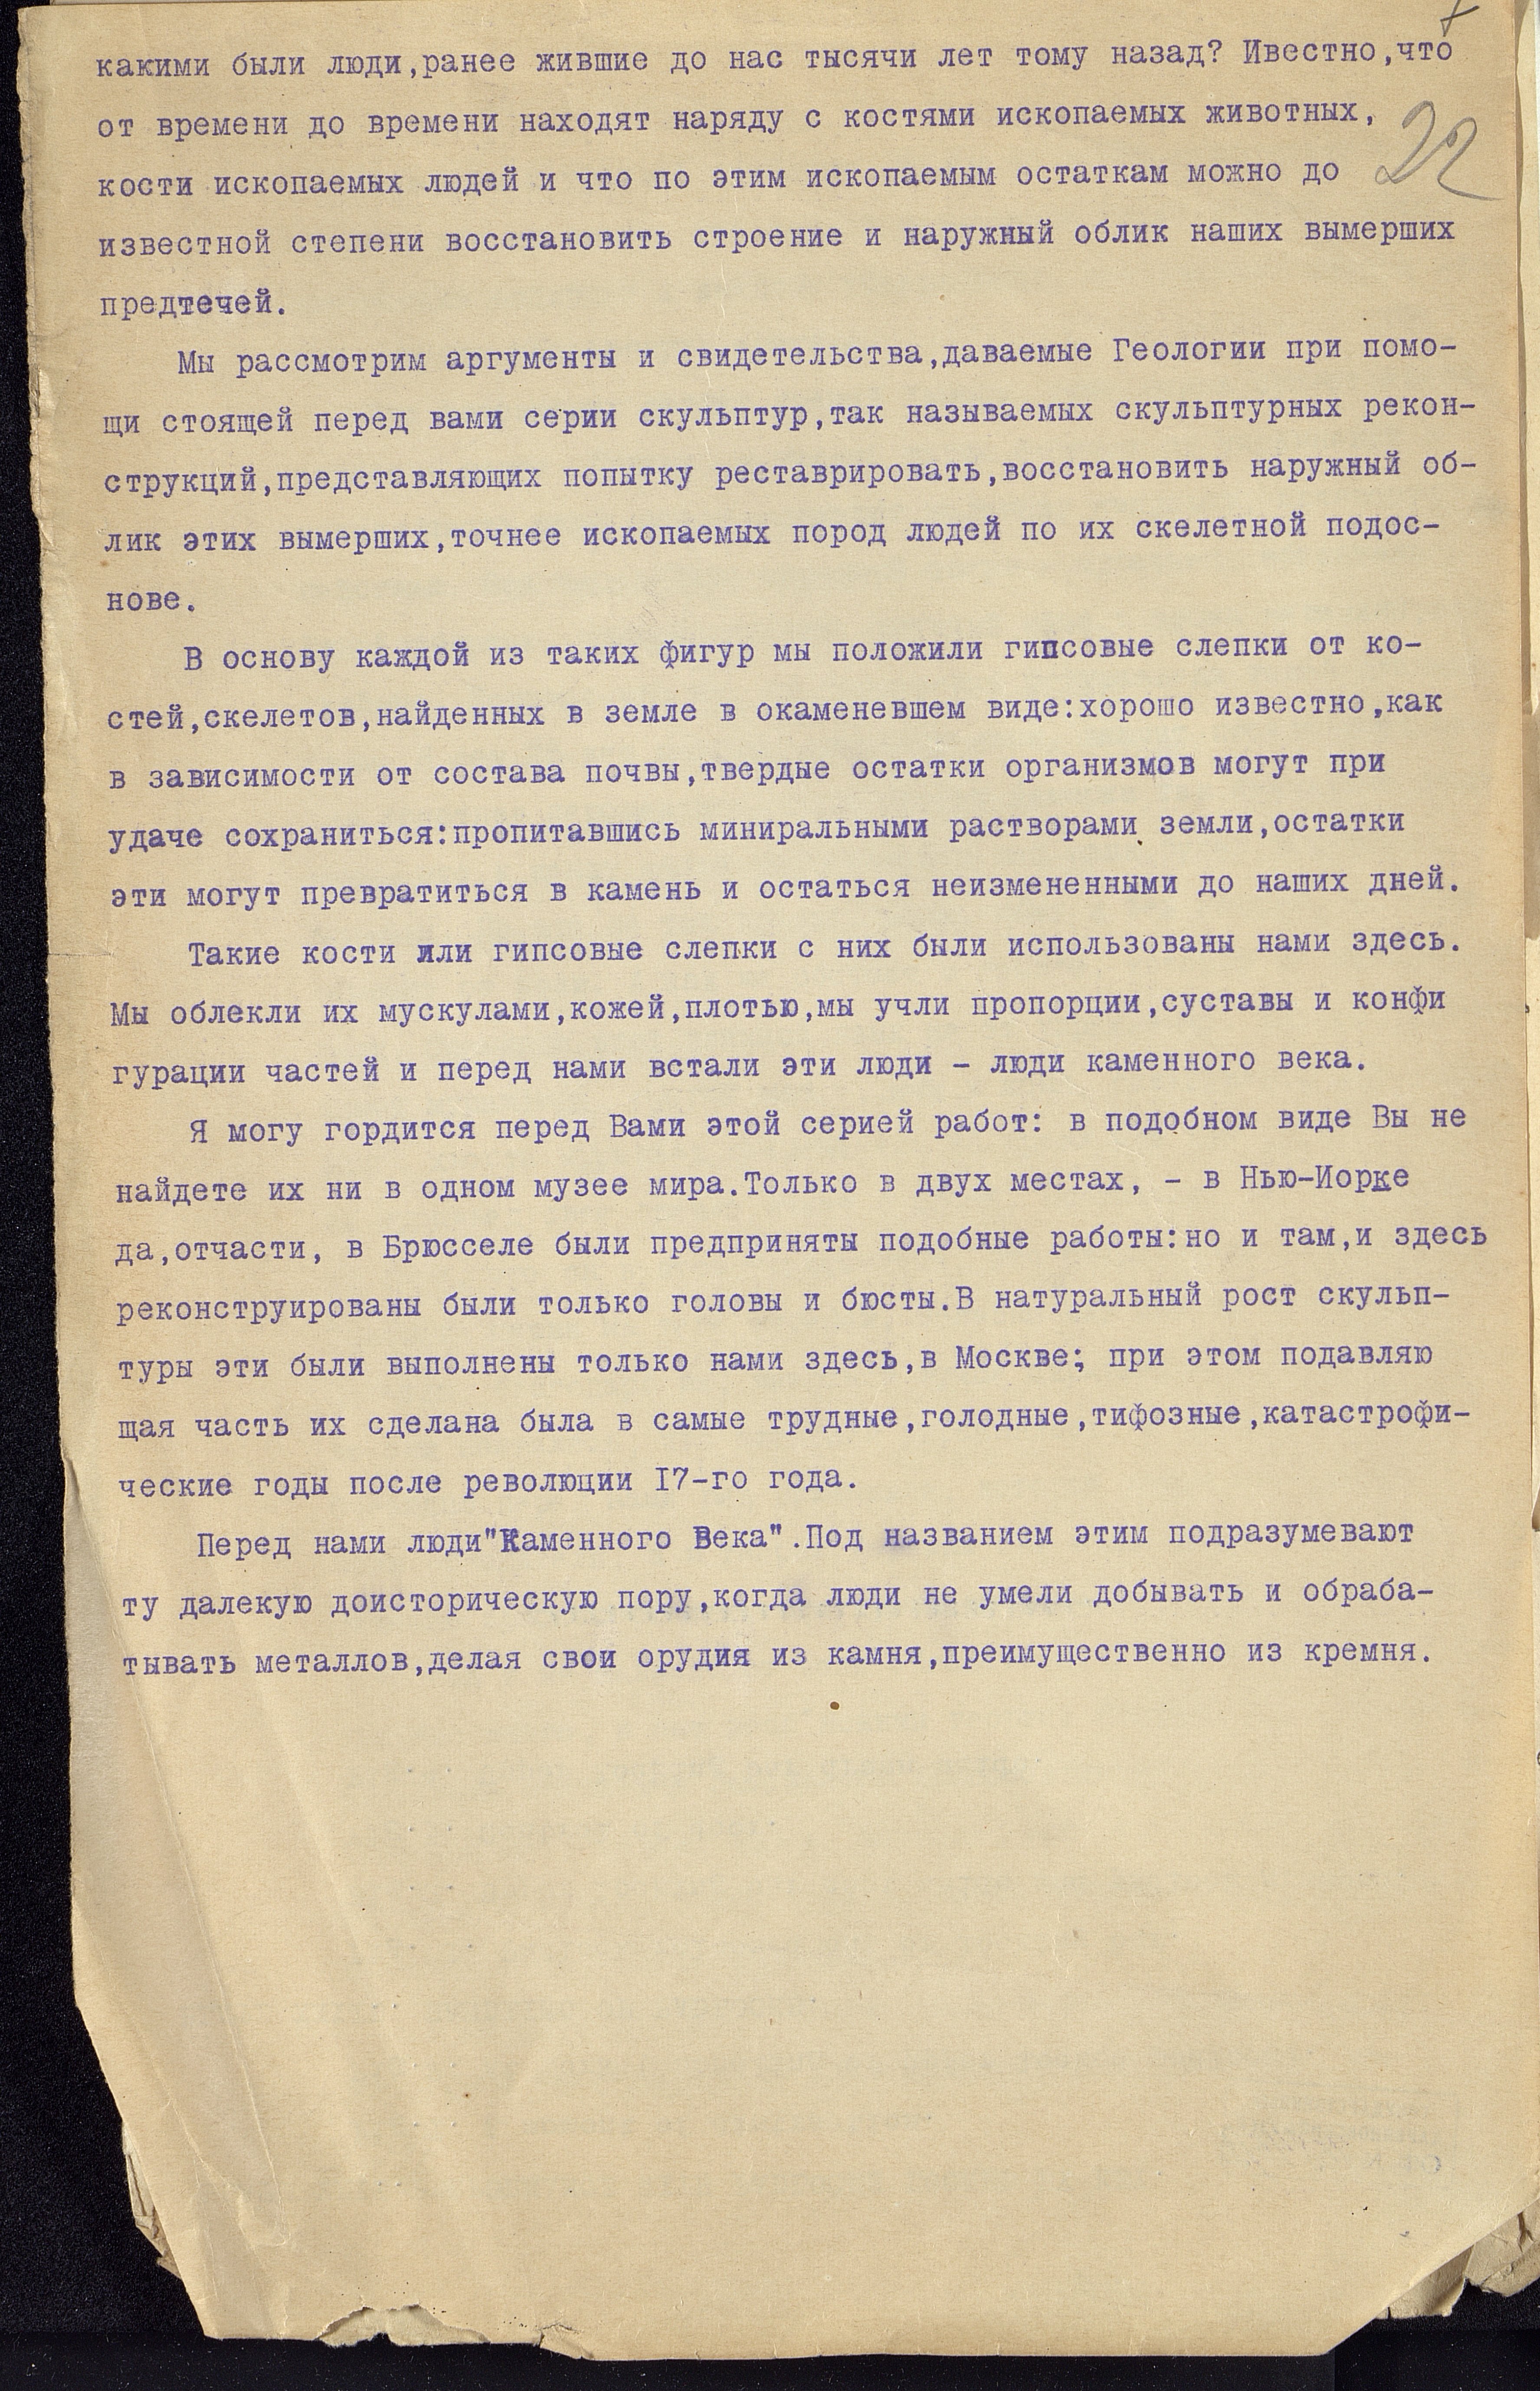 какими были люди,ранее жившие до нас тысячи лет тому назад? Ивестно,что
от времени до времени находят наряду с костями ископаемых животных,
22
кости ископаемых людей и что по этим ископаемым остаткам можно до
известной степени восстановить строение и наружный облик наших вымерших
предтечей.
Мы рассмотрим аргументы и свидетельства,даваемые Геологии при помо-
щи стоящей перед вами серии скульптур,так называемых скульптурных рекон-
струкций,представляющих попытку реставрировать,восстановить наружный об-
лик этих вымерших,точнее ископаемых пород людей по их скелетной подос-
нове.
В основу каждой из таких фигур мы положили гипсовые слепки от ко-
стей,скелетов,найденных в земле в окаменевшем виде:хорошо известно,как
в зависимости от состава почвы,твердые остатки организмов могут при
удаче сохраниться:пропитавшись миниральными растворами земли,остатки
эти могут превратиться в камень и остаться неизмененными до наших дней.
Такие кости или гипсовые слепки с них были использованы нами здесь.
Мы облекли их мускулами,кожей,плотью,мы учли пропорции,суставы и конфи
гурации частей и перед нами встали эти люди - люди каменного века.
Я могу гордится перед Вами этой серией работ: в подобном виде Вы не
найдете их ни в одном музее мира.Только в двух местах, - в Нью-Иорке
да,отчасти, в Брюсселе были предприняты подобные работы:но и там,и здесь
реконструированы были только головы и бюсты.В натуральный рост скульп-
туры эти были выполнены только нами здесь,в Москве; при этом подавляю
щая часть их сделана была в самые трудные,голодные,тифозные,катастрофи-
ческие годы после революции I7-го года.
Перед нами люди"Каменного Века".Под названием этим подразумевают
ту далекую доисторическую пору,когда люди не умели добывать и обраба-
тывать металлов,делая свои орудия из камня,преимущественно из кремня.